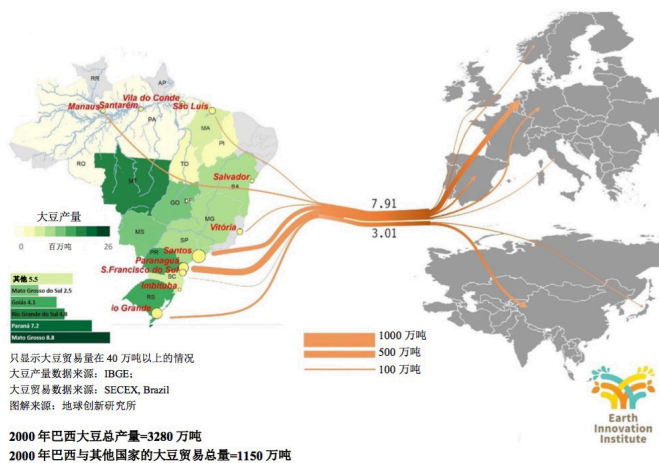 RR
AP
Vila do Conde
Manaus
Santarém
São Luis
PA
MA
PI
TO
RO
MT
Salvador
BA
GO
DF
MG
大豆产量
0
百万吨
26
MS
SP
Vitória
Santos
PR
Paranaguá
S.Francisco do Sul
SC
Imbituba
RS
io Grande
7.91
3.01
其他 5.5
Mato Grosso do Sul 2.5
Goiás 4.1
Rio Grande do Sul 4.8
Paraná 7.2
Mato Grosso 8.8
1000 万吨
500 万吨
100 万吨
只显示大豆贸易量在 40 万吨以上的情况
大豆产量数据来源：IBGE；
大豆贸易数据来源：SECEX, Brazil
图解来源：地球创新研究所
Earth
Innovation
Institute
2000 年巴西大豆总产量=3280 万吨
2000 年巴西与其他国家的大豆贸易总量=1150 万吨